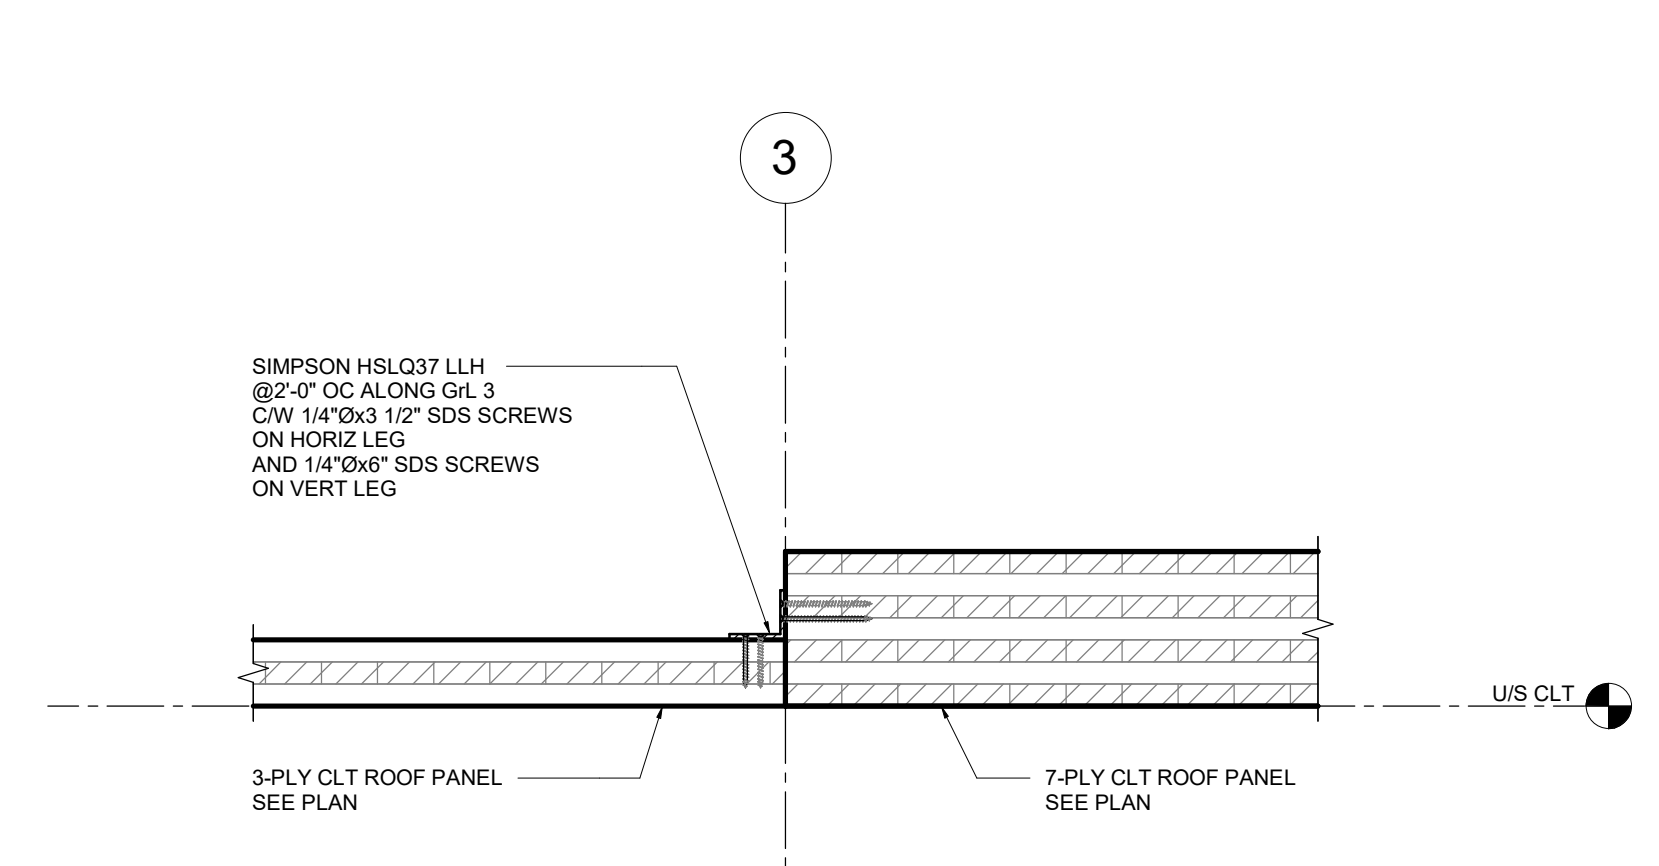 3
SIMPSON HSLQ37 LLH
@2'-0" OC ALONG GrL 3
C/W 1/4"Øx3 1/2" SDS SCREWS
ON HORIZ LEG
AND 1/4"Øx6" SDS SCREWS
ON VERT LEG
U/S CLT
3-PLY CLT ROOF PANEL
SEE PLAN
7-PLY CLT ROOF PANEL
SEE PLAN